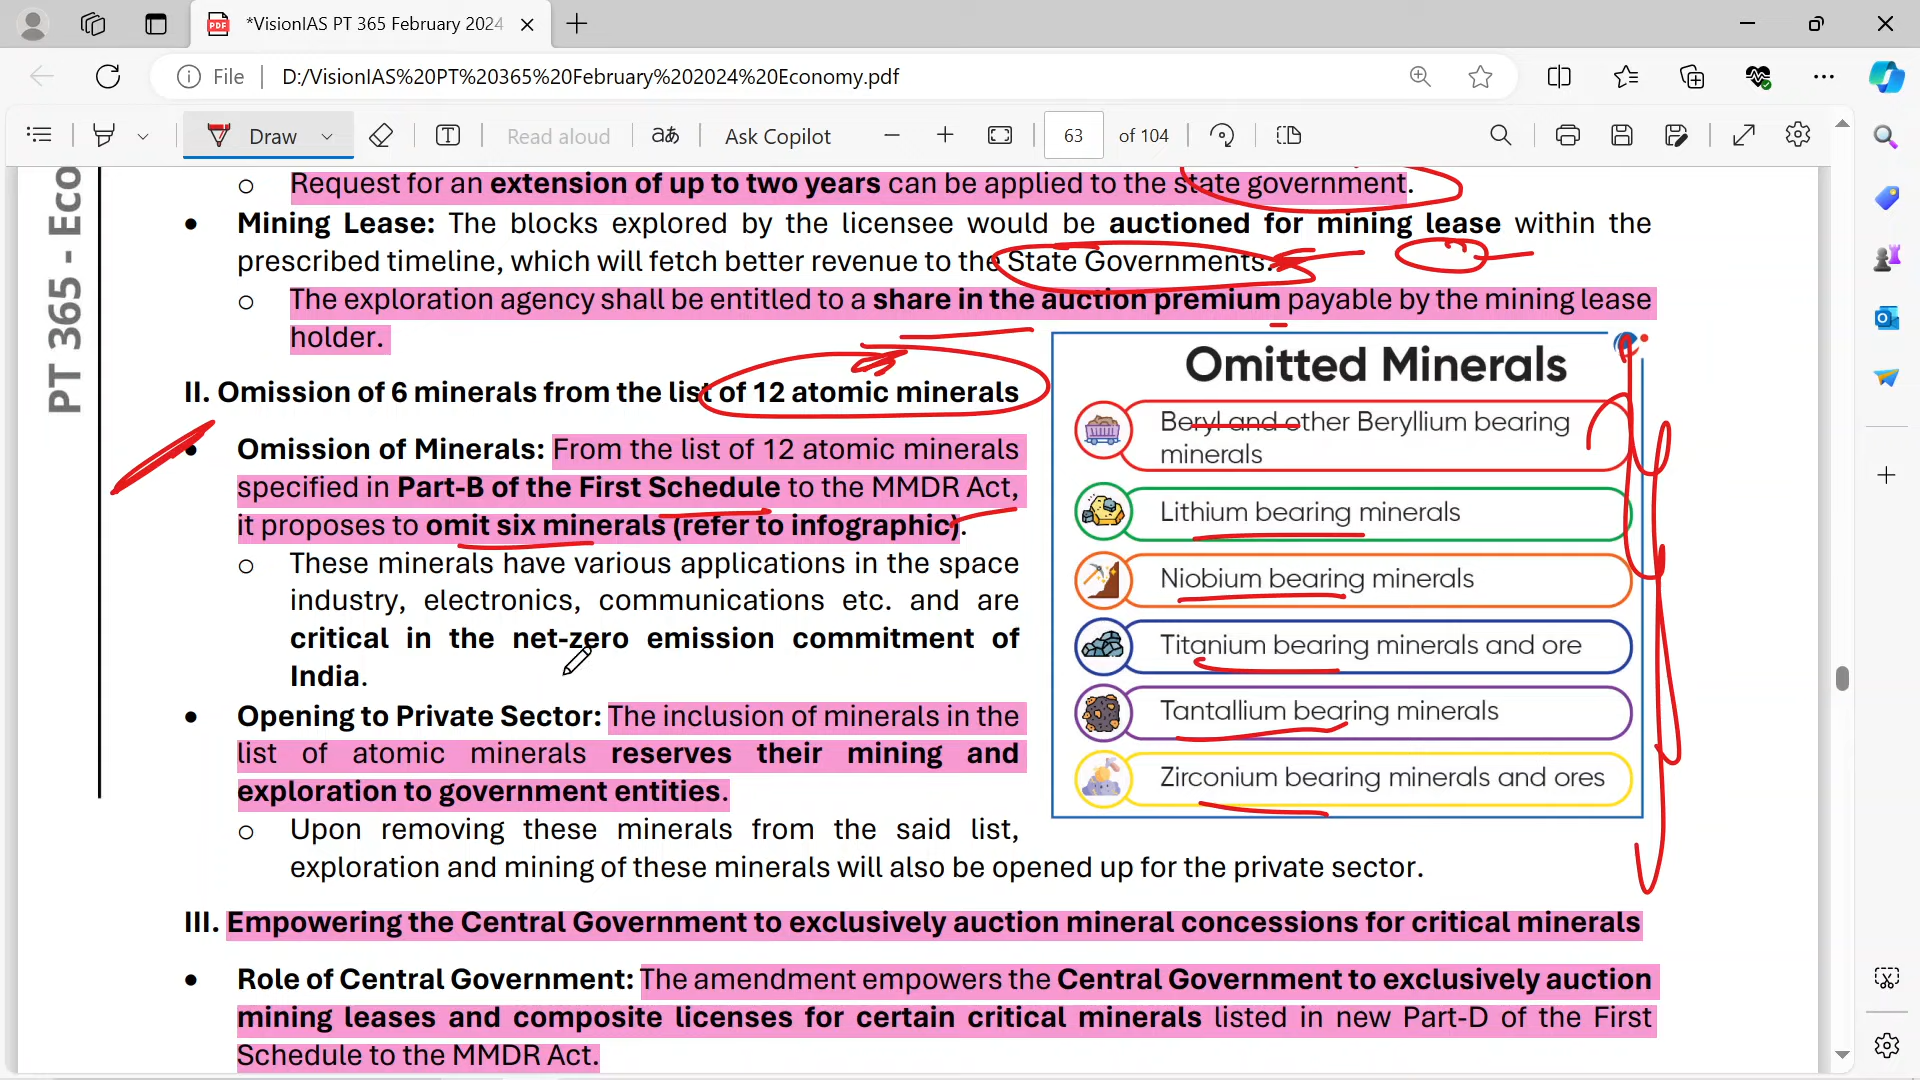 *VisionIAS PT 365 February 2024
File
D:/VisionIAS%20PT%20365%20February%202024%20Economy.pdf
Draw
Read aloud
aあ
Ask Copilot
63
of 104
PT 365 - Eco
Request for an extension of up to two years can be applied to the state government.
Mining Lease: The blocks explored by the licensee would be auctioned for mining lease within the
prescribed timeline, which will fetch better revenue to the State Governments.
The exploration agency shall be entitled to a share in the auction premium payable by the mining lease
holder.
II. Omission of 6 minerals from the list of 12 atomic minerals
Omission of Minerals: From the list of 12 atomic minerals
specified in Part-B of the First Schedule to the MMDR Act,
it proposes to omit six minerals (refer to infographic).
These minerals have various applications in the space
industry, electronics, communications etc. and are
critical in the net-zero emission commitment of
India.
Opening to Private Sector: The inclusion of minerals in the
list of atomic minerals reserves their mining and
exploration to government entities.
Upon removing these minerals from the said list,
exploration and mining of these minerals will also be opened up for the private sector.
Omitted Minerals
Beryl and other Beryllium bearing
minerals
Lithium bearing minerals
Niobium bearing minerals
Titanium bearing minerals and ore
Tantallium bearing minerals
Zirconium bearing minerals and ores
III. Empowering the Central Government to exclusively auction mineral concessions for critical minerals
Role of Central Government: The amendment empowers the Central Government to exclusively auction
mining leases and composite licenses for certain critical minerals listed in new Part-D of the First
Schedule to the MMDR Act.